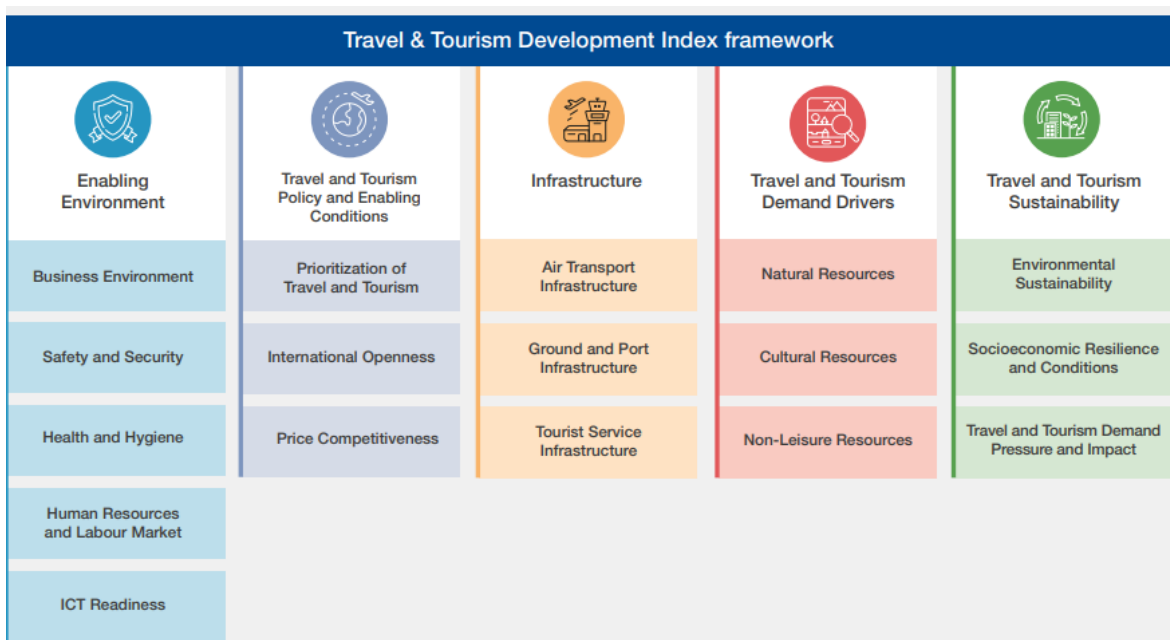 Travel & Tourism Development Index framework
Enabling
Environment
Business Environment
Safety and Security
Health and Hygiene
Human Resources
and Labour Market
ICT Readiness
Travel and Tourism
Policy and Enabling
Conditions
Prioritization of
Travel and Tourism
International Openness
Price Competitiveness
Infrastructure
Air Transport
Infrastructure
Ground and Port
Infrastructure
Tourist Service
Infrastructure
Travel and Tourism
Demand Drivers
Natural Resources
Cultural Resources
Non-Leisure Resources
Travel and Tourism
Sustainability
Environmental
Sustainability
Socioeconomic Resilience
and Conditions
Travel and Tourism Demand
Pressure and Impact